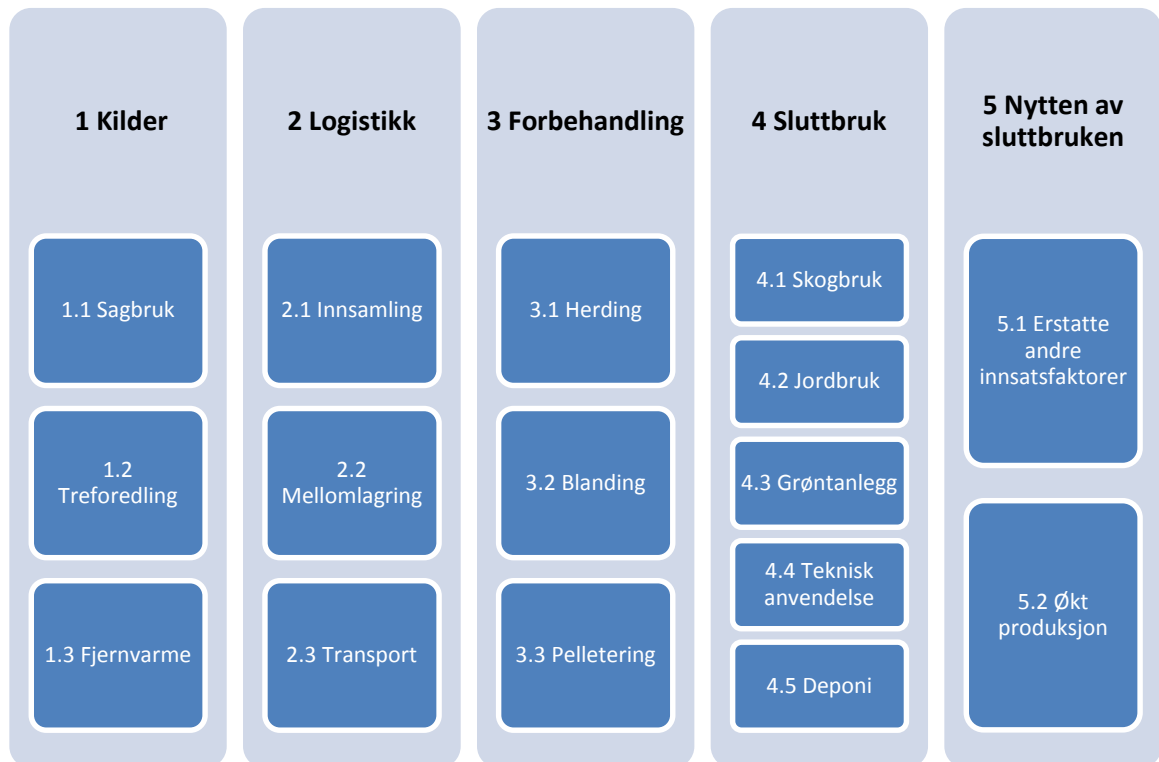 1 Kilder
1.1 Sagbruk
1.2
Treforedling
1.3 Fjernvarme
2 Logistikk
2.1 Innsamling
2.2
Mellomlagring
2.3 Transport
3 Forbehandling
3.1 Herding
3.2 Blanding
3.3 Pelletering
4 Sluttbruk
4.1 Skogbruk
4.2 Jordbruk
4.3 Grøntanlegg
4.4 Teknisk
anvendelse
4.5 Deponi
5 Nytten av
sluttbruken
5.1 Erstatte
andre
innsatsfaktorer
5.2 Økt
produksjon